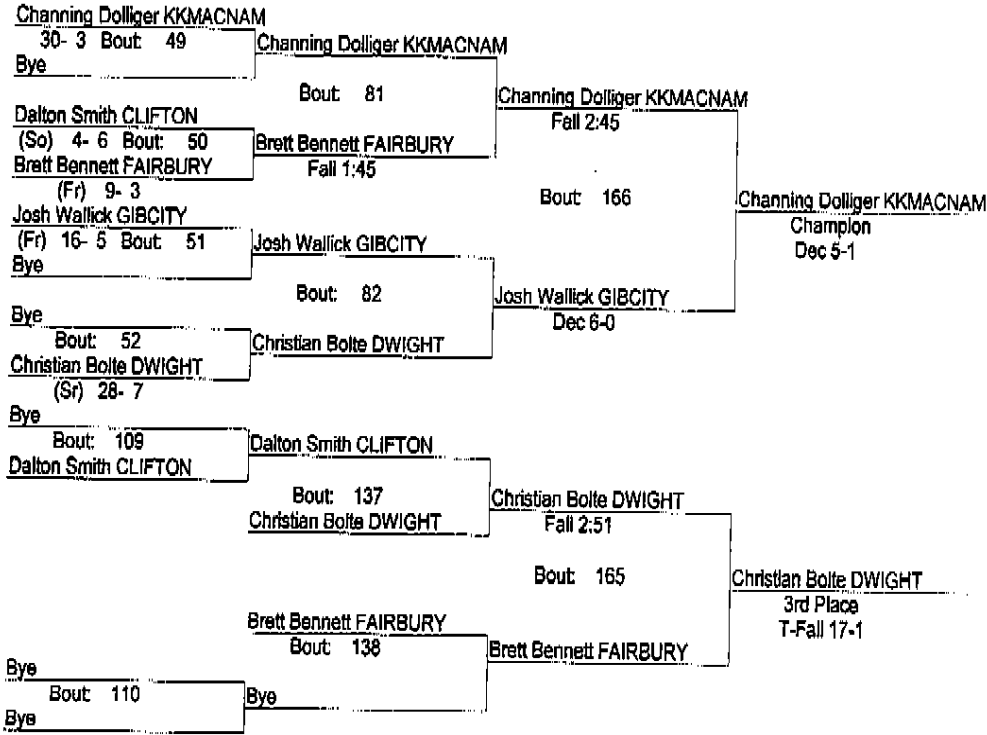 Channing Dolliger KKMACNAM
30- 3 Bout: 49
Bye
Channing Dolliger KKMACNAM
Bout: 81
Dalton Smith CLIFTON
(So) 4- 6 Bout: 50
Brett Bennett FAIRBURY
(Fr) 9- 3
Brett Bennett FAIRBURY
Fall 1:45
Channing Dolliger KKMACNAM
Fall 2:45
Bout: 166
Josh Wallick GIBCITY
(Fr) 16- 5 Bout: 51
Bye
Josh Wallick GIBCITY
Bout: 82
Bye
Bout: 52
Christian Bolte DWIGHT
(Sr) 28- 7
Christian Bolte DWIGHT
Josh Wallick GIBCITY
Dec 6-0
Channing Dolliger KKMACNAM
Champion
Dec 5-1
Bye
Bout: 109
Dalton Smith CLIFTON
Dalton Smith CLIFTON
Bout: 137
Christian Bolte DWIGHT
Christian Bolte DWIGHT
Fall 2:51
Bout: 165
Brett Bennett FAIRBURY
Bout: 138
Bye
Bout: 110
Bye
Bye
Brett Bennett FAIRBURY
Christian Bolte DWIGHT
3rd Place
T-Fall 17-1